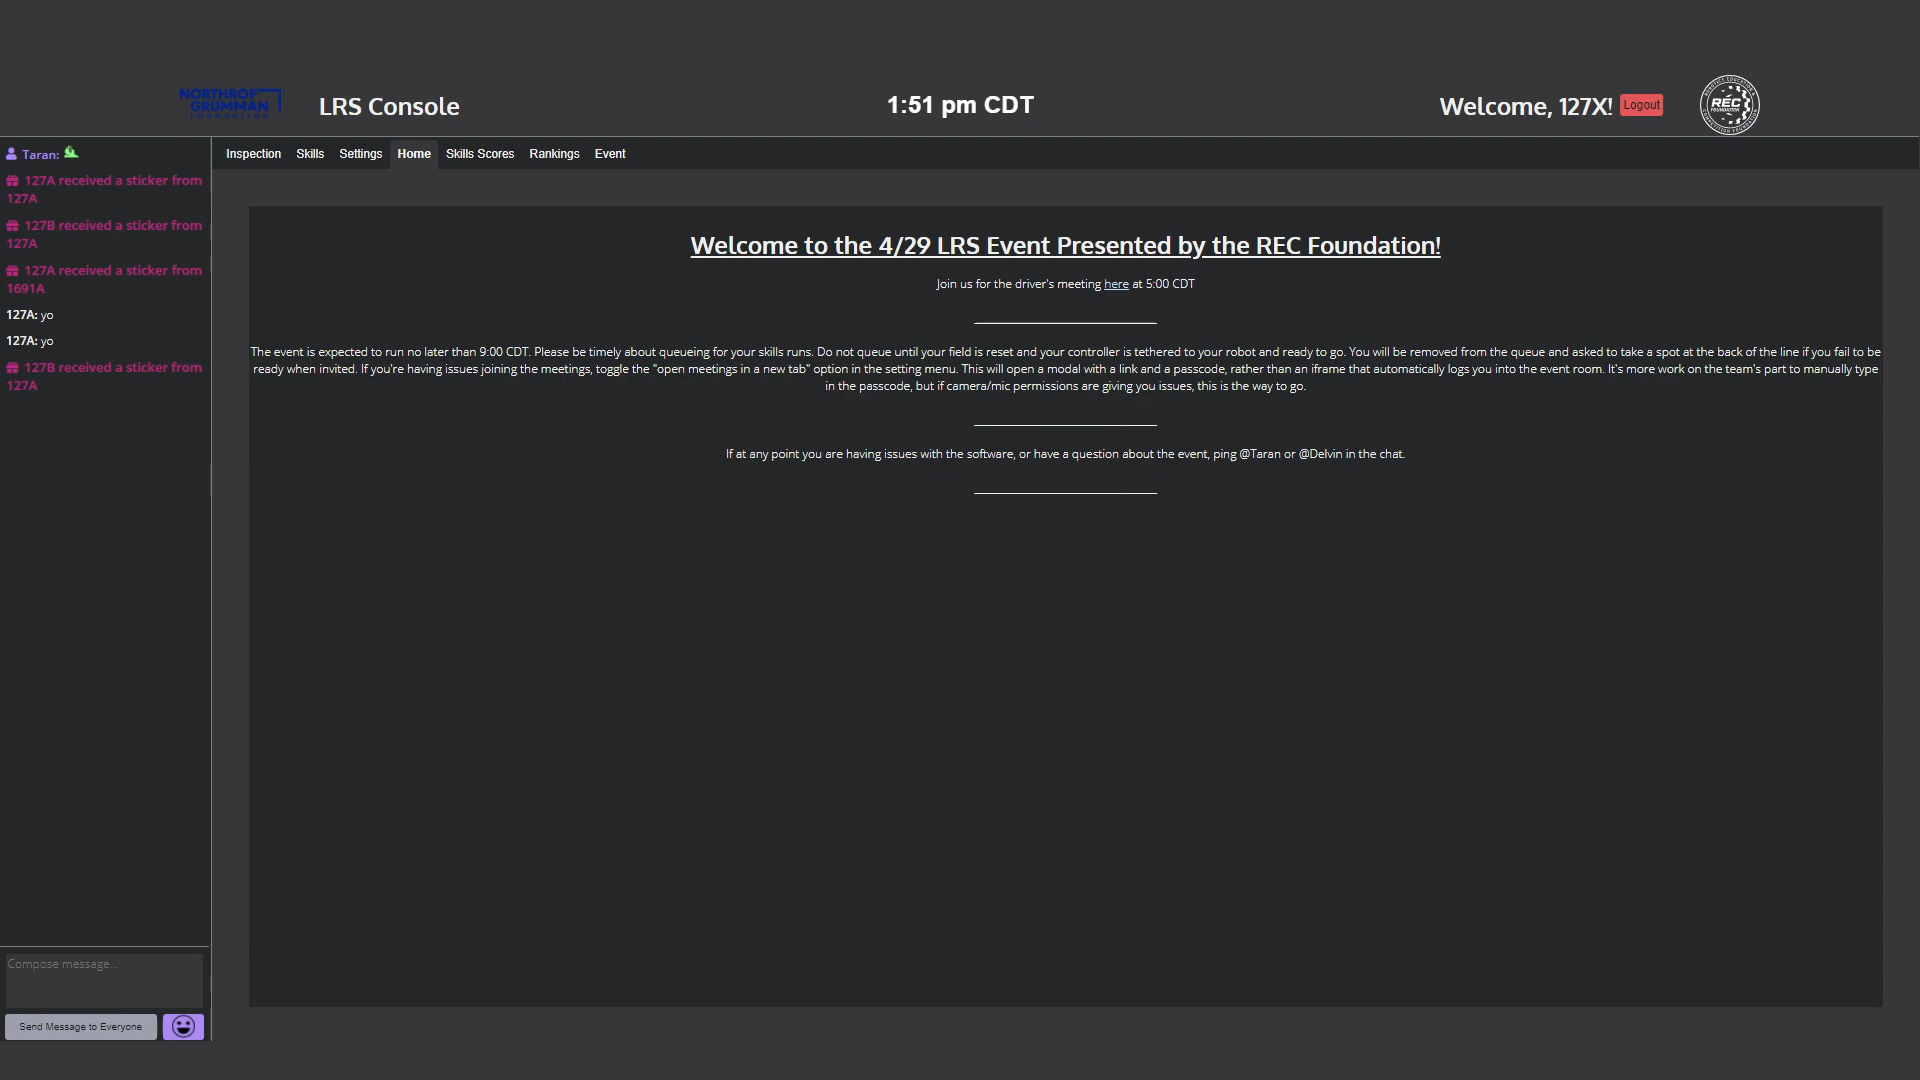 NORTHROP
GRUMMAN
FOUNDATION
LRS Console
1:51 pm CDT
Welcome, 127X!
Logout
REC
FOUNDATION
Taran:
127A received a sticker from
127A
127B received a sticker from
127A
127A received a sticker from
1691A
127A: yo
127A: yo
127B received a sticker from
127A
Compose message...
Send Message to Everyone
Inspection Skills Settings Home Skills Scores Rankings Event
Welcome to the 4/29 LRS Event Presented by the REC Foundation!
Join us for the driver's meeting here at 5:00 CDT
The event is expected to run no later than 9:00 CDT. Please be timely about queueing for your skills runs. Do not queue until your field is reset and your controller is tethered to your robot and ready to go. You will be removed from the queue and asked to take a spot at the back of the line if you fail to be
ready when invited. If you're having issues joining the meetings, toggle the "open meetings in a new tab" option in the setting menu. This will open a modal with a link and a passcode, rather than an iframe that automatically logs you into the event room. It's more work on the team's part to manually type
in the passcode, but if camera/mic permissions are giving you issues, this is the way to go.
If at any point you are having issues with the software, or have a question about the event, ping @Taran or @Delvin in the chat.